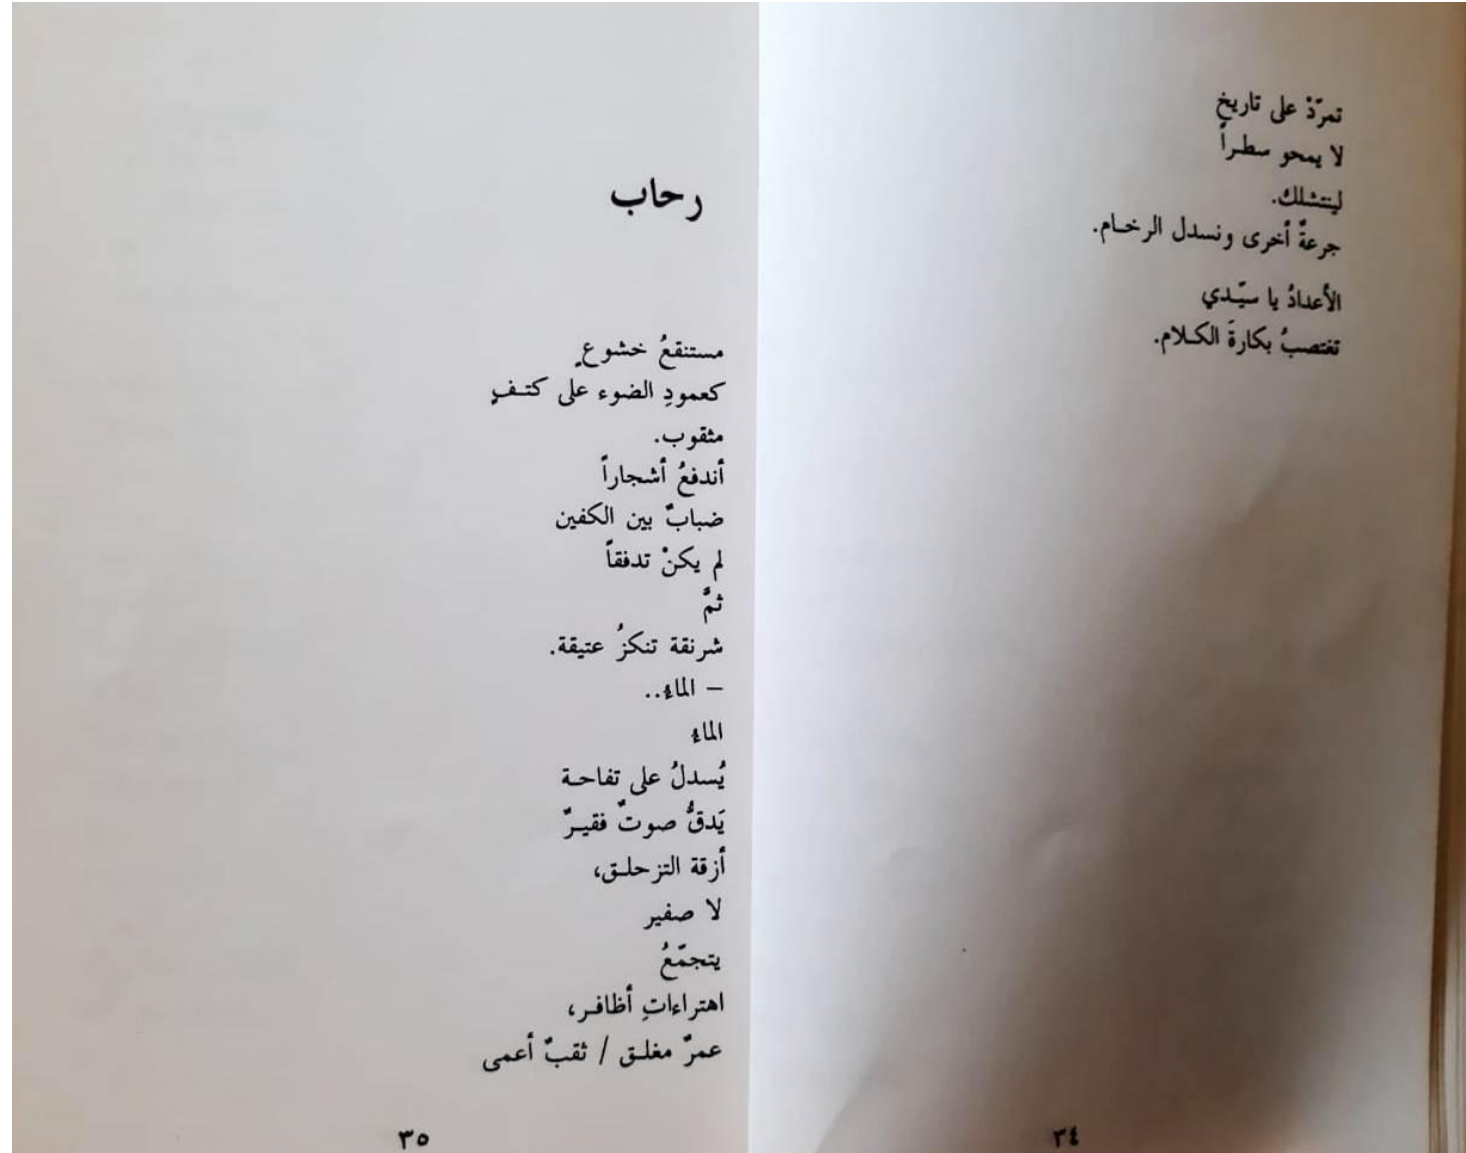 تمرّدْ على تاريخٍ
لا يمحو سطراً
لينتشلك.
جرعةٌ أخرى ونسدل الرخام.
الأعدادُ يا سيّدي
تغتصبُ بكارةَ الكلام.
٣٤
رحاب
مستنقعُ خشوعٍ
كعمودِ الضوء على كتفٍ
مثقوب.
أندفعُ أشجاراً
ضبابٌ بين الكفين
لم يكنْ تدفقاً
ثمَّ
شرنقة تنكزُ عتيقة.
– الماءُ..
الماءُ
يُسدلُ على تفاحة
يَدقُّ صوتٌ فقيرٌ
أزقة التزحلق،
لا صفير
يتجمّعُ
اهتراءاتِ أظافر،
عمرٌ مغلق / ثقبٌ أعمى
٣٥